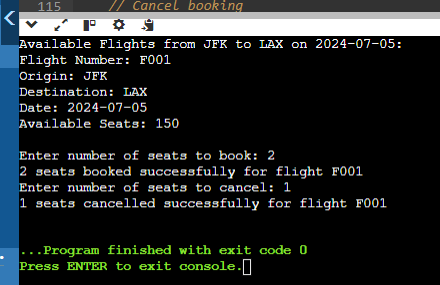 115 // Cancel booking
Available Flights from JFK to LAX on 2024-07-05:
Flight Number: F001
Origin: JFK
Destination: LAX
Date: 2024-07-05
Available Seats: 150
Enter number of seats to book: 2
2 seats booked successfully for flight F001
Enter number of seats to cancel: 1
1 seats cancelled successfully for flight F001
...Program finished with exit code 0
Press ENTER to exit console.